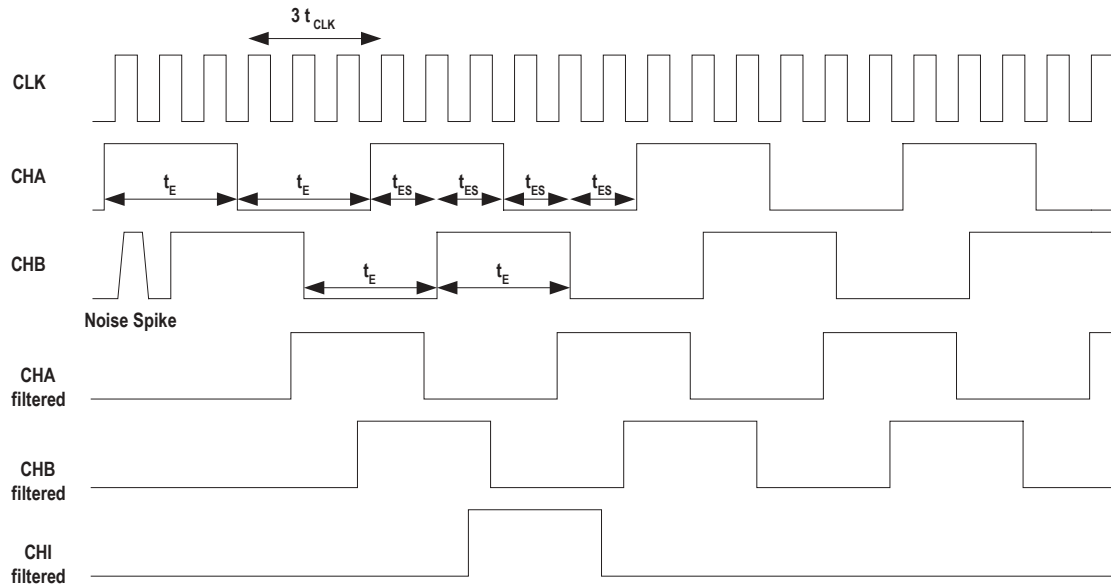 3 t CLK
CLK
CHA
tE tE tES tES tES tES
CHB
tE tE
Noise Spike
CHA
filtered
CHB
filtered
CHI
filtered